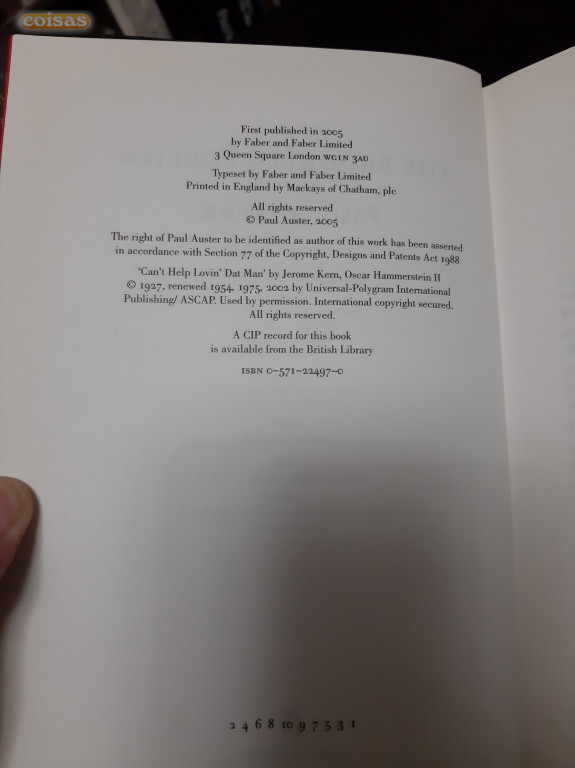 coisas
First published in 2005
by Faber and Faber Limited
3 Queen Square London WC1N 3AU
Typeset by Faber and Faber Limited
Printed in England by Mackays of Chatham, plc
All rights reserved
© Paul Auster, 2005
The right of Paul Auster to be identified as author of this work has been asserted
in accordance with Section 77 of the Copyright, Designs and Patents Act 1988
‘Can’t Help Lovin’ Dat Man’ by Jerome Kern, Oscar Hammerstein II
© 1927, renewed 1954, 1975, 2002 by Universal-Polygram International
Publishing/ ASCAP. Used by permission. International copyright secured.
All rights reserved.
A CIP record for this book
is available from the British Library
ISBN 0–571–22497–0
2 4 6 8 10 9 7 5 3 1